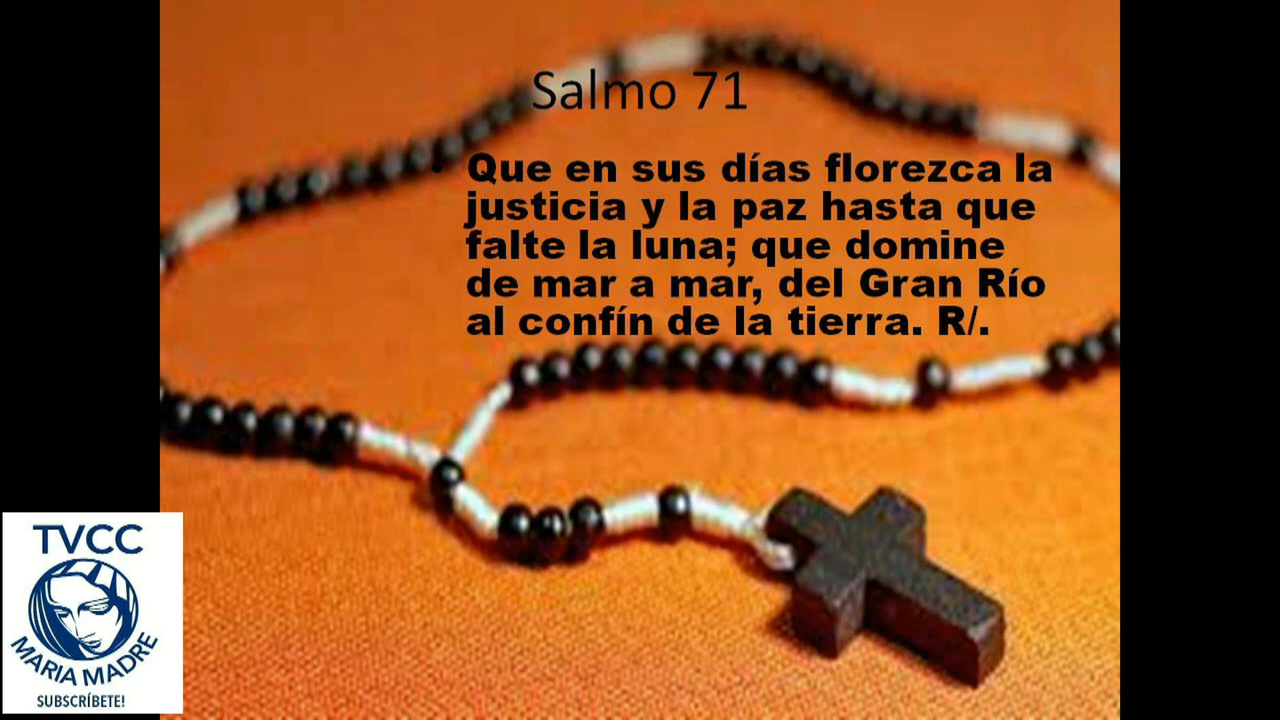 Salmo 71
• Que en sus días florezca la
justicia y la paz hasta que
falte la luna; que domine
de mar a mar, del Gran Río
al confín de la tierra. R/.
TVCC
MARIA MADRE
SUBSCRÍBETE!